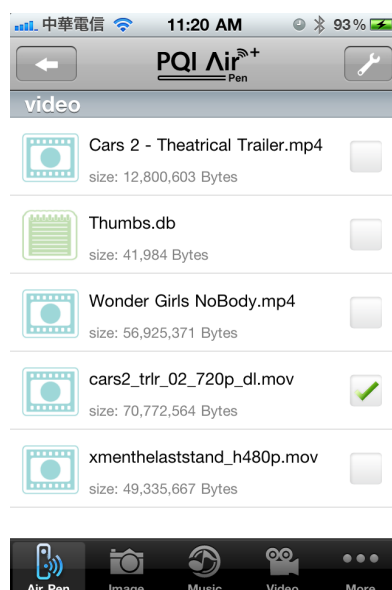 中華電信 11:20 AM 93%
PQI Air+
Pen
video
Cars 2 - Theatrical Trailer.mp4
size: 12,800,603 Bytes
Thumbs.db
size: 41,984 Bytes
Wonder Girls NoBody.mp4
size: 56,925,371 Bytes
cars2_trlr_02_720p_dl.mov
size: 70,772,564 Bytes
xmenthelaststand_h480p.mov
size: 49,335,667 Bytes
Air Pen Image Music Video More